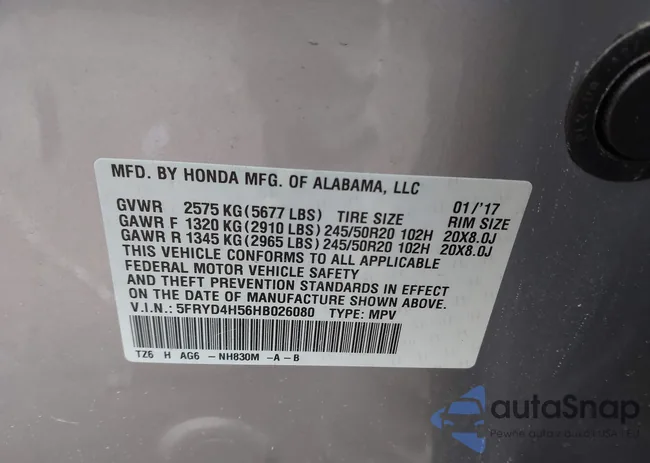 MFD. BY HONDA MFG. OF ALABAMA, LLC
GVWR 2575 KG (5677 LBS) TIRE SIZE 01/'17 RIM SIZE
GAWR F 1320 KG (2910 LBS) 245/50R20 102H 20X8.0J
GAWR R 1345 KG (2965 LBS) 245/50R20 102H 20X8.0J
THIS VEHICLE CONFORMS TO ALL APPLICABLE
FEDERAL MOTOR VEHICLE SAFETY
AND THEFT PREVENTION STANDARDS IN EFFECT
ON THE DATE OF MANUFACTURE SHOWN ABOVE.
V.I.N.: 5FRYD4H56HB026080 TYPE: MPV
TZ6 H AG6 -NH830M -A -B
autaSnap